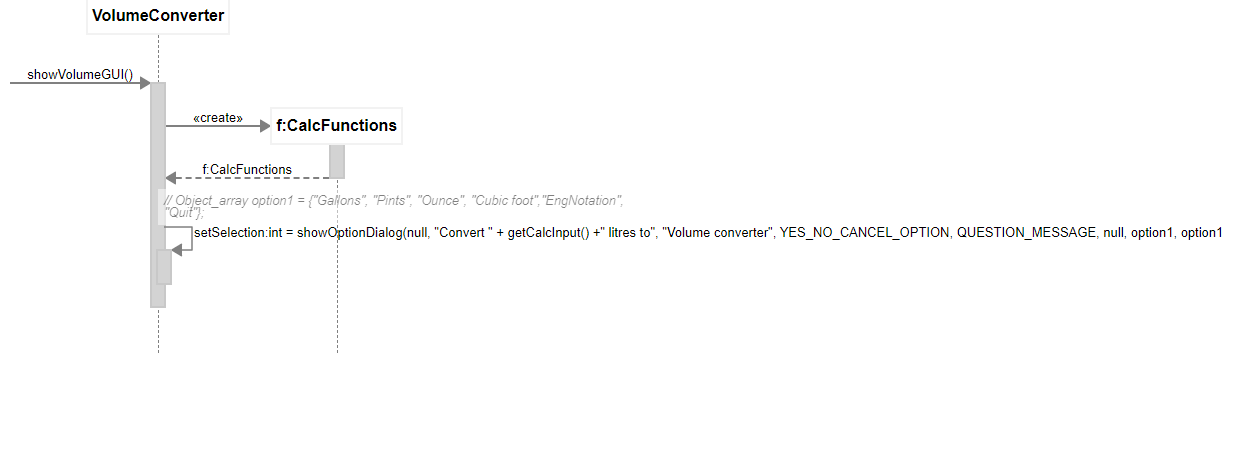 VolumeConverter
showVolumeGUI()
«create»
f:CalcFunctions
f:CalcFunctions
// Object_array option1 = {"Gallons", "Pints", "Ounce", "Cubic foot","EngNotation",
"Quit"};
setSelection:int = showOptionDialog(null, "Convert " + getCalcInput() +" litres to", "Volume converter", YES_NO_CANCEL_OPTION, QUESTION_MESSAGE, null, option1, option1